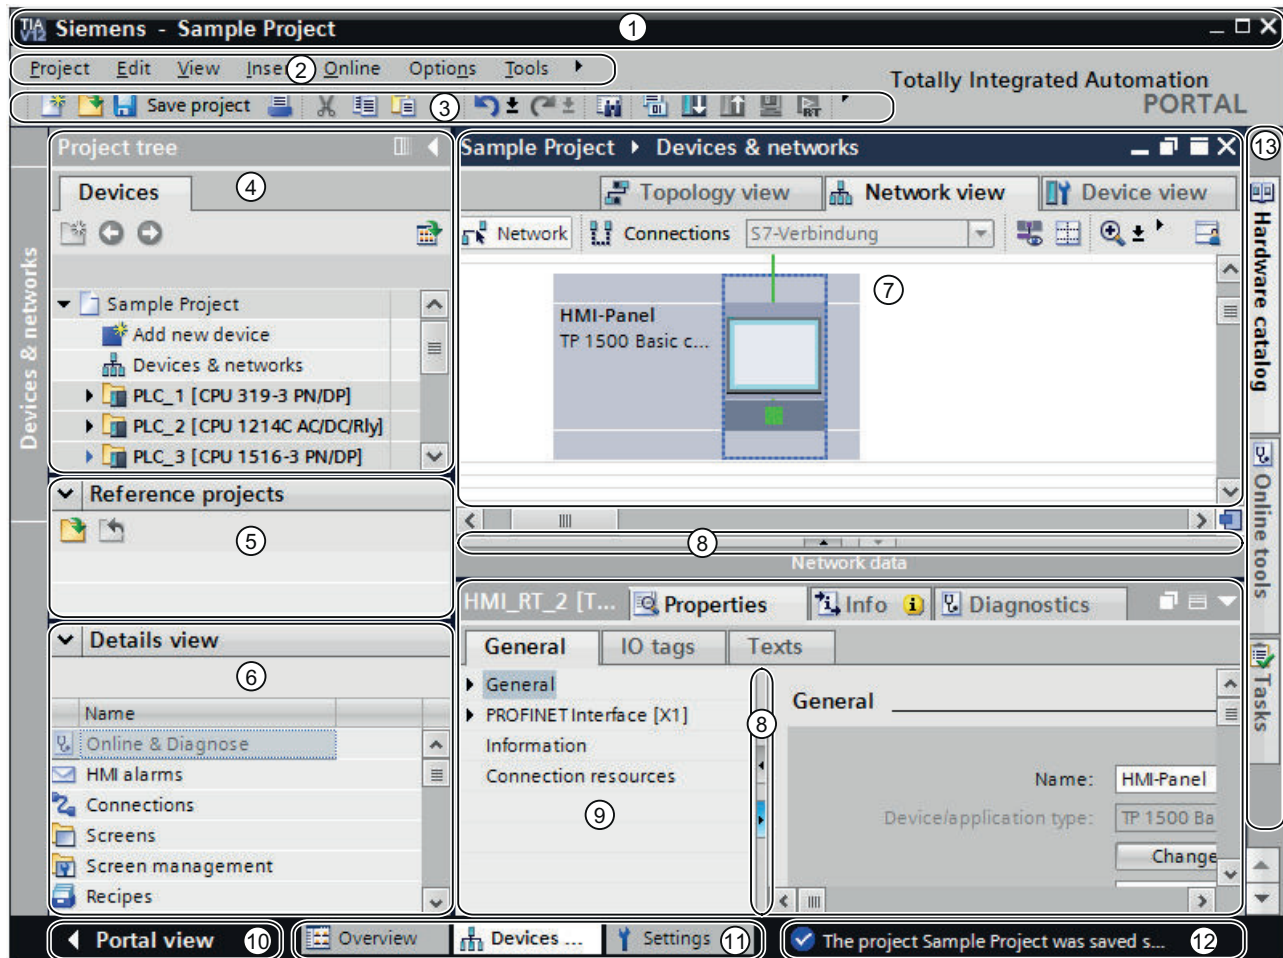 TIA V12 Siemens - Sample Project 1
Project Edit View Insert 2 Online Options Tools
Totally Integrated Automation
PORTAL
Save project 3 RT
Project tree
Devices 4
Sample Project
Add new device
Devices & networks
PLC_1 [CPU 319-3 PN/DP]
PLC_2 [CPU 1214C AC/DC/Rly]
PLC_3 [CPU 1516-3 PN/DP]
Devices & networks
Reference projects
5
Details view
6
Name
Online & Diagnose
HMI alarms
Connections
Screens
Screen management
Recipes
Sample Project Devices & networks
Topology view Network view Device view
Network Connections S7-Verbindung
7
HMI-Panel
TP 1500 Basic c...
8
Network data
HMI_RT_2 [T... Properties Info Diagnostics
General IO tags Texts
General
PROFINET Interface [X1]
Information
Connection resources
9
8
General
Name: HMI-Panel
Device/application type: TP 1500 Ba
Change
13
Hardware catalog
Online tools
Tasks
Portal view 10
Overview Devices ... Settings 11
The project Sample Project was saved s... 12